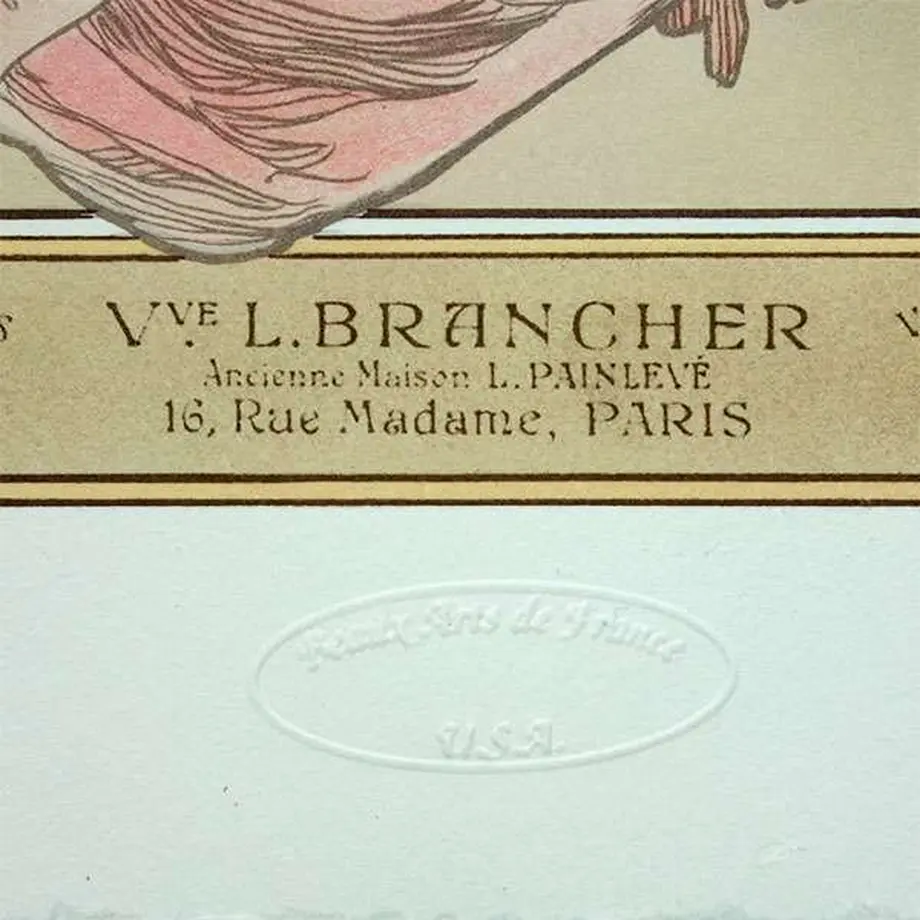 Vve. L. BRANCHER
Ancienne Maison L. PAINLEVÉ
16, Rue Madame, PARIS
Beaux Arts de France
U.S.A.